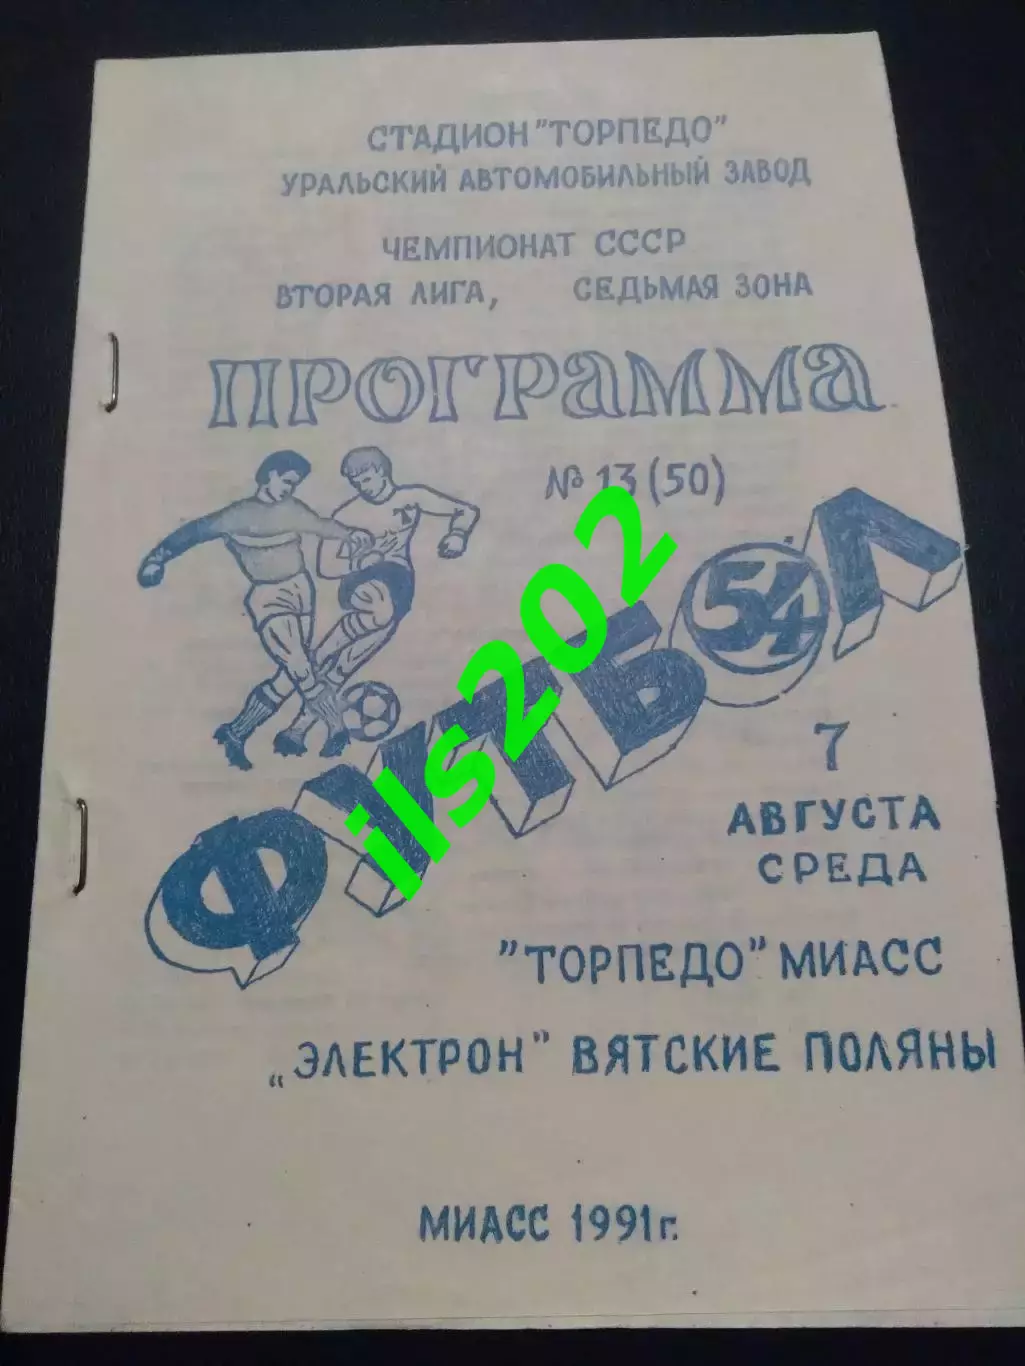 СТАДИОН "ТОРПЕДО"
УРАЛЬСКИЙ АВТОМОБИЛЬНЫЙ ЗАВОД
ЧЕМПИОНАТ СССР
ВТОРАЯ ЛИГА, СЕДЬМАЯ ЗОНА
ПРОГРАММА
№ 13 (50)
Т
ФУТБОЛ
54
ils202
7
АВГУСТА
СРЕДА
"ТОРПЕДО" МИАСС
„ЭЛЕКТРОН" ВЯТСКИЕ ПОЛЯНЫ
МИАСС 1991г.